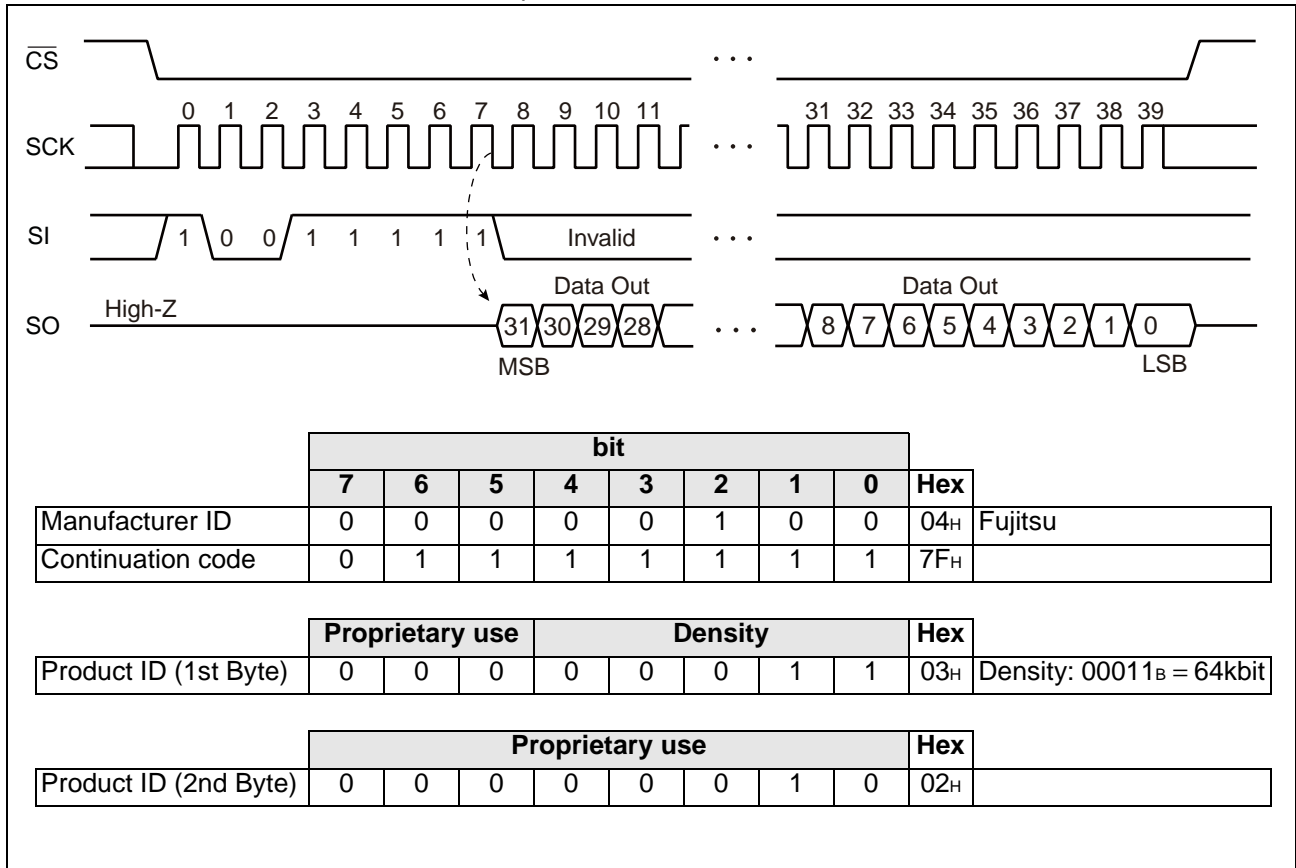 CS
0 1 2 3 4 5 6 7 8 9 10 11 31 32 33 34 35 36 37 38 39
SCK
SI 1 0 0 1 1 1 1 1 Invalid
Data Out Data Out
High-Z
SO 31 30 29 28 8 7 6 5 4 3 2 1 0
MSB LSB
bit
7 6 5 4 3 2 1 0 Hex
Manufacturer ID 0 0 0 0 0 1 0 0 04H Fujitsu
Continuation code 0 1 1 1 1 1 1 1 7FH
Proprietary use Density Hex
Product ID (1st Byte) 0 0 0 0 0 0 1 1 03H Density: 00011B = 64kbit
Proprietary use Hex
Product ID (2nd Byte) 0 0 0 0 0 0 1 0 02H